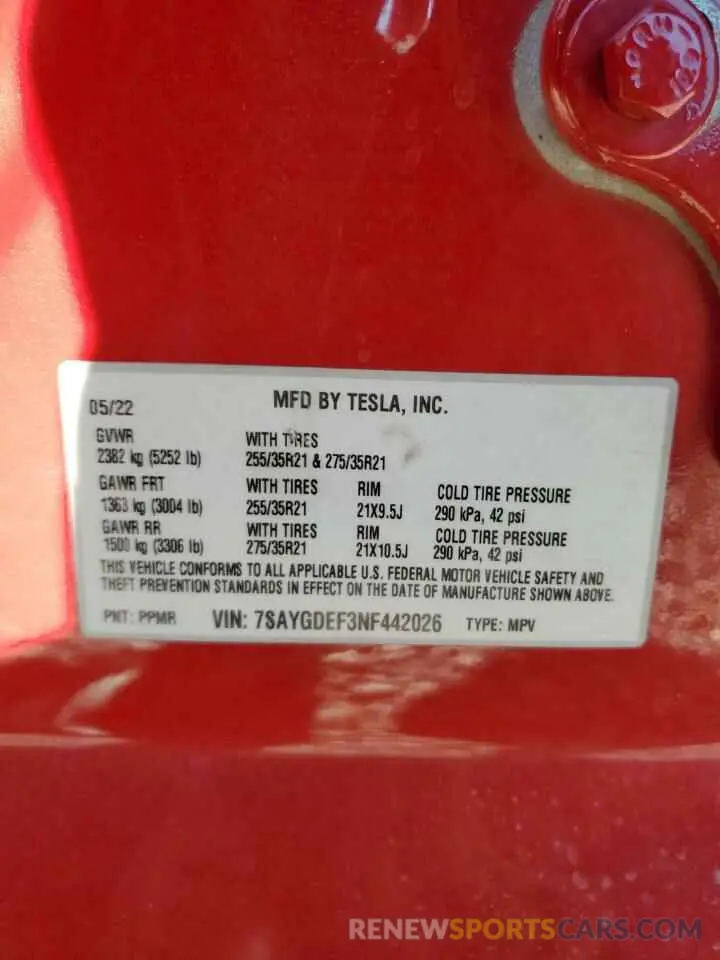 05/22
MFD BY TESLA, INC.
GVWR
2382 kg (5252 lb)
WITH TIRES
255/35R21 & 275/35R21
GAWR FRT
1363 kg (3004 lb)
WITH TIRES
255/35R21
RIM
21X9.5J
COLD TIRE PRESSURE
290 kPa, 42 psi
GAWR RR
1500 kg (3306 lb)
WITH TIRES
275/35R21
RIM
21X10.5J
COLD TIRE PRESSURE
290 kPa, 42 psi
THIS VEHICLE CONFORMS TO ALL APPLICABLE U.S. FEDERAL MOTOR VEHICLE SAFETY AND
THEFT PREVENTION STANDARDS IN EFFECT ON THE DATE OF MANUFACTURE SHOWN ABOVE.
PNT: PPMR VIN: 7SAYGDEF3NF442026 TYPE: MPV
RENEWSPORTSCARS.COM